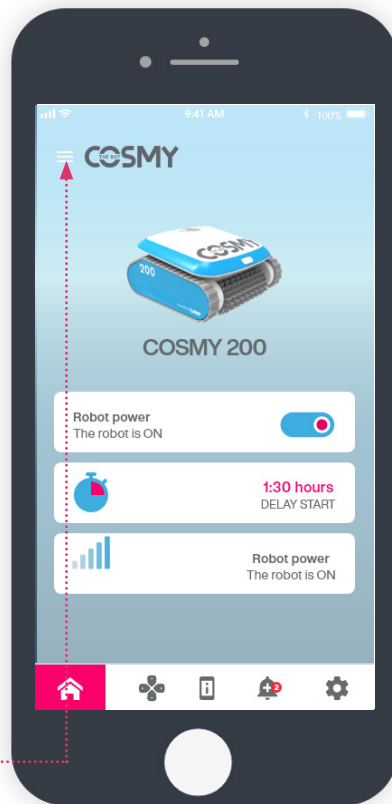 9:41 AM
100%
THE BOT
COSMY
COSMY
200
COSMY 200
Robot power
The robot is ON
1:30 hours
DELAY START
Robot power
The robot is ON
2